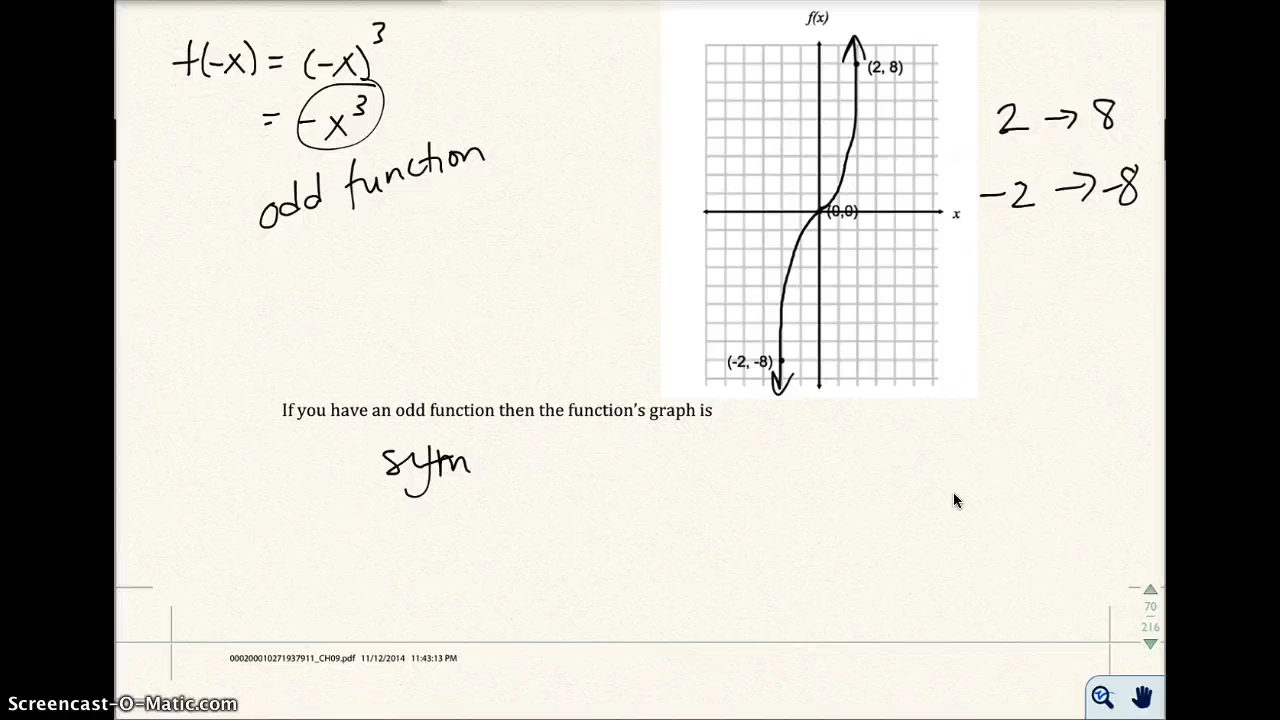 f(-x) = (-x)³
= -x³
odd function
f(x)
(2, 8)
(0,0)
x
(-2, -8)
2 → 8
-2 → -8
If you have an odd function then the function's graph is
sym
70
216
000200010271937911_CH09.pdf 11/12/2014 11:43:13 PM
Screencast-O-Matic.com